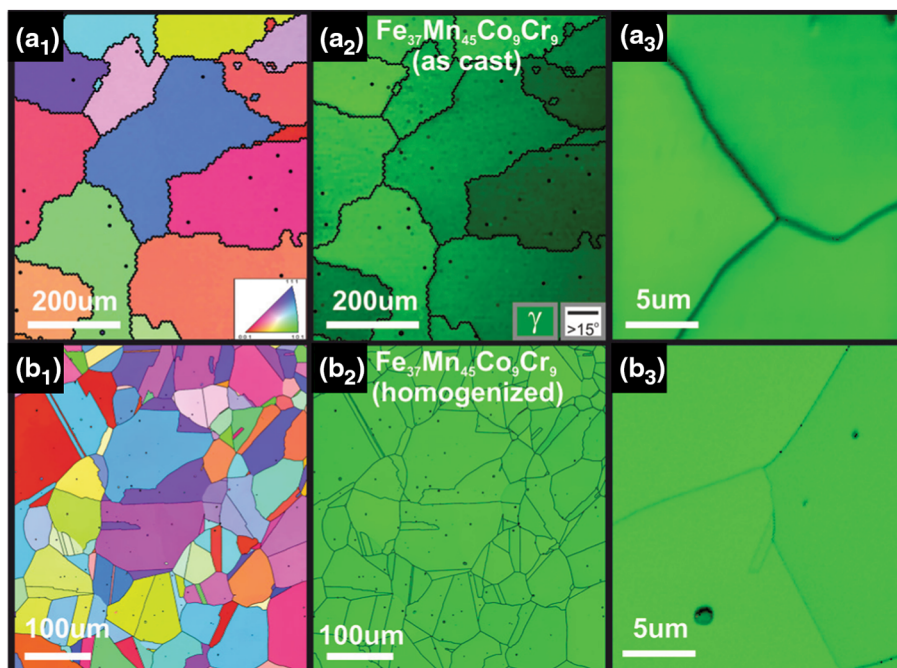 (a₁)
200um
111
001 101
(a₂)
Fe₃₇Mn₄₅Co₉Cr₉
(as cast)
200um
γ
>15°
(a₃)
5um
(b₁)
100um
(b₂)
Fe₃₇Mn₄₅Co₉Cr₉
(homogenized)
100um
(b₃)
5um